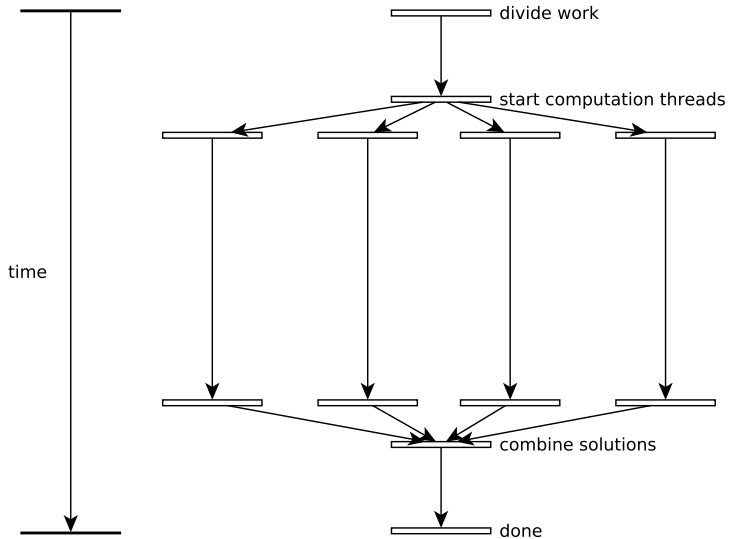 divide work
start computation threads
time
combine solutions
done